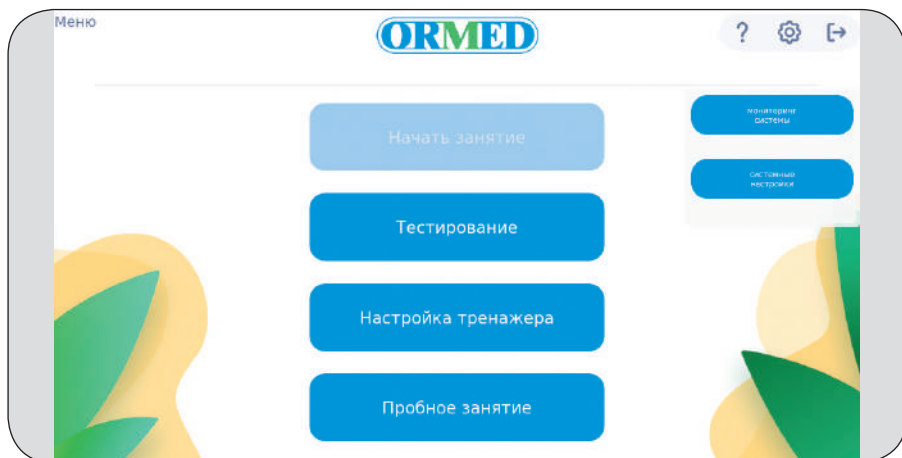 Меню
ORMED
?
Начать занятие
мониторинг
системы
системные
настройки
Тестирование
Настройка тренажера
Пробное занятие